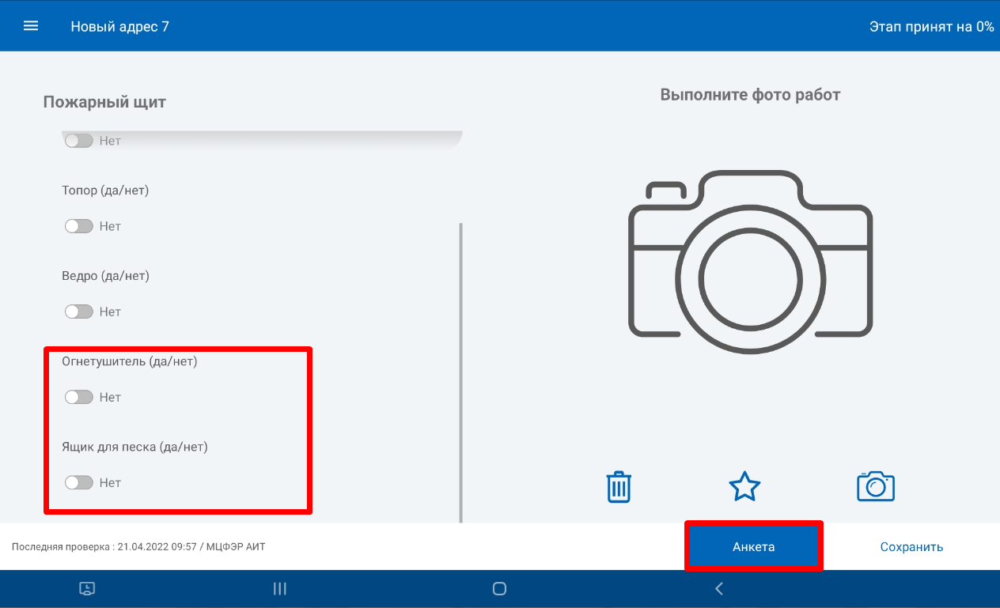 Новый адрес 7
Этап принят на 0%
Пожарный щит
Выполните фото работ
Нет
Топор (да/нет)
Нет
Ведро (да/нет)
Нет
Огнетушитель (да/нет)
Нет
Ящик для песка (да/нет)
Нет
Последняя проверка : 21.04.2022 09:57 / МЦФЭР АИТ
Анкета
Сохранить